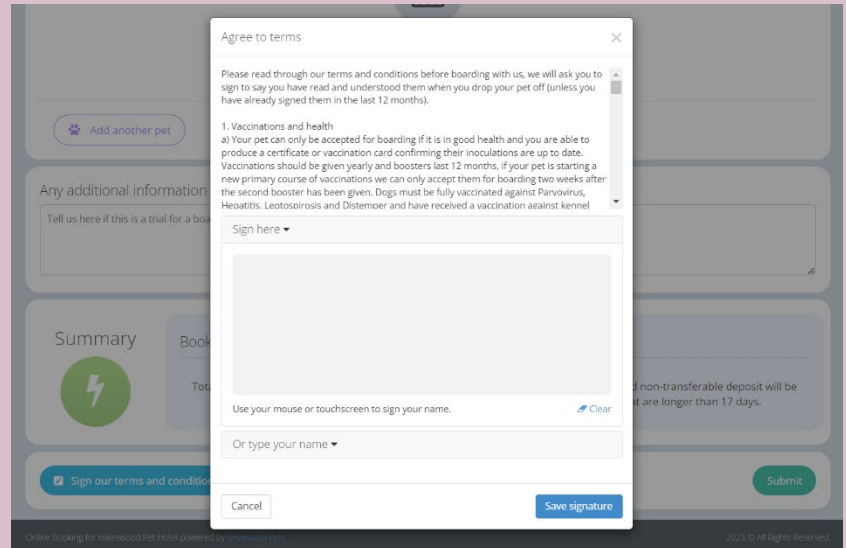 Agree to terms
×
Please read through our terms and conditions before boarding with us, we will ask you to
sign to say you have read and understood them when you drop your pet off (unless you
have already signed them in the last 12 months).
1. Vaccinations and health
a) Your pet can only be accepted for boarding if it is in good health and you are able to
produce a certificate or vaccination card confirming their inoculations are up to date.
Vaccinations should be given yearly and boosters last 12 months, if your pet is starting a
new primary course of vaccinations we can only accept them for boarding two weeks after
the second booster has been given. Dogs must be fully vaccinated against Parvovirus,
Hepatitis, Leptospirosis and Distemper and have received a vaccination against kennel
Add another pet
Any additional information
Tell us here if this is a trial for a boa
Sign here
Use your mouse or touchscreen to sign your name.
Clear
Or type your name
Cancel
Save signature
Summary
Book
Tot
d non-transferable deposit will be
at are longer than 17 days.
Sign our terms and conditio
Submit
Online booking for Haleswood Pet Hotel powered by Revelation Pets.
2023 © All Rights Reserved